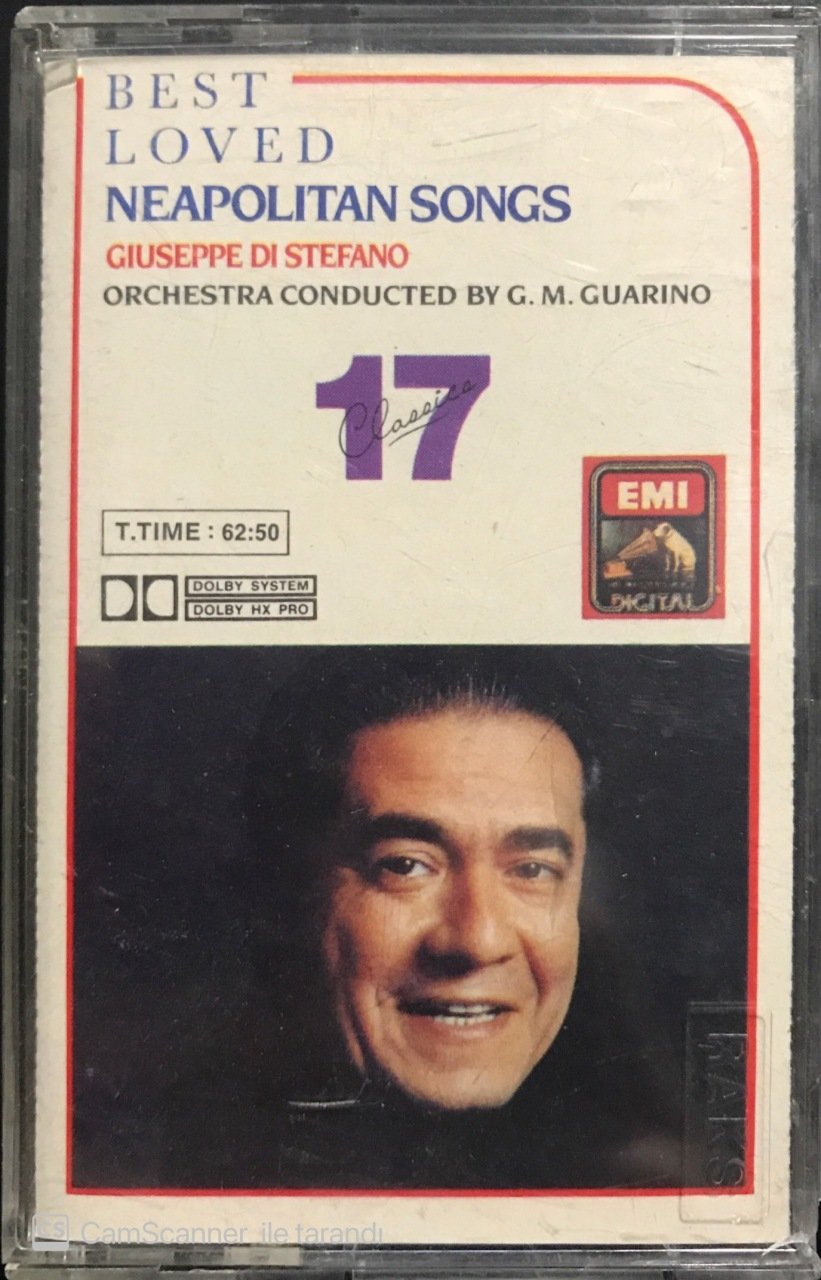 BEST
LOVED
NEAPOLITAN SONGS
GIUSEPPE DI STEFANO
ORCHESTRA CONDUCTED BY G. M. GUARINO
17
Classics
EMI
DIGITAL
T.TIME : 62:50
DOLBY SYSTEM
DOLBY HX PRO
RAKS
CS CamScanner ile tarandı